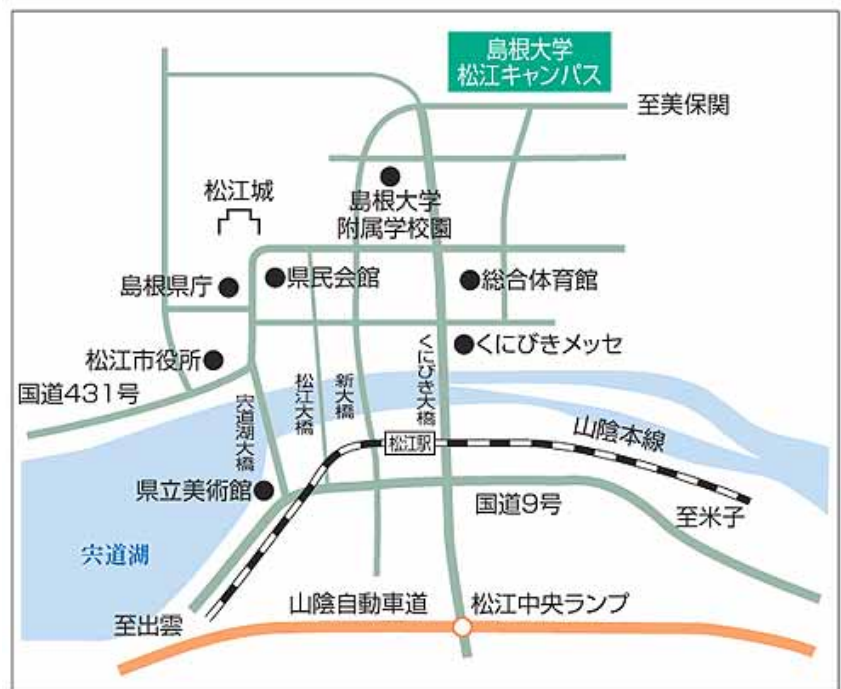 島根大学
松江キャンパス
至美保関
松江城
島根大学
附属学校園
島根県庁
県民会館
総合体育館
松江市役所
くにびきメッセ
国道431号
宍道湖大橋
松江大橋
新大橋
くにびき大橋
松江駅
山陰本線
県立美術館
国道9号
至米子
宍道湖
至出雲
山陰自動車道
松江中央ランプ